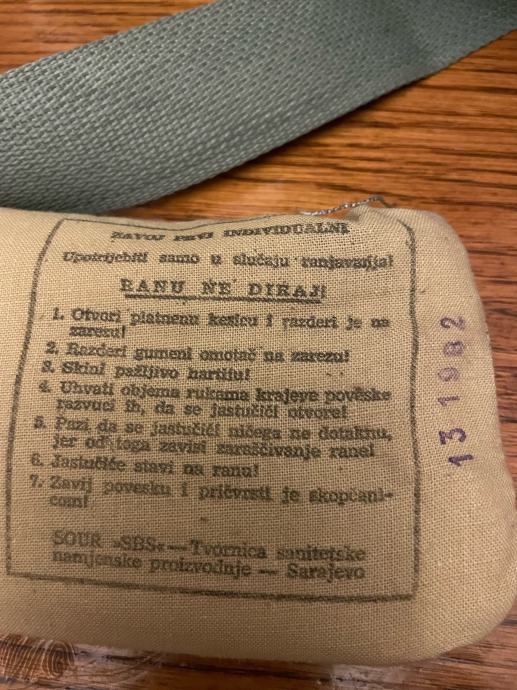 ZAVOJ PRVI INDIVIDUALNI
Upotrijebiti samo u slučaju ranjavanja!
RANU NE DIRAJ!
1. Otvori platnenu kesicu i razderi je na
zarezu!
2. Razderi gumeni omotač na zarezu!
3. Skini pažljivo hartiju!
4. Uhvati objema rukama krajeve poveske
razvuci ih, da se jastučići otvore!
5. Pazi da se jastučići ničega ne dotaknu,
jer od toga zavisi zarašćivanje rane!
6. Jastučiće stavi na ranu!
7. Zavij povesku i pričvrsti je skopčani-
com!
SOUR »SBS« — Tvornica sanitetske
namjenske proizvodnje — Sarajevo
13 1982